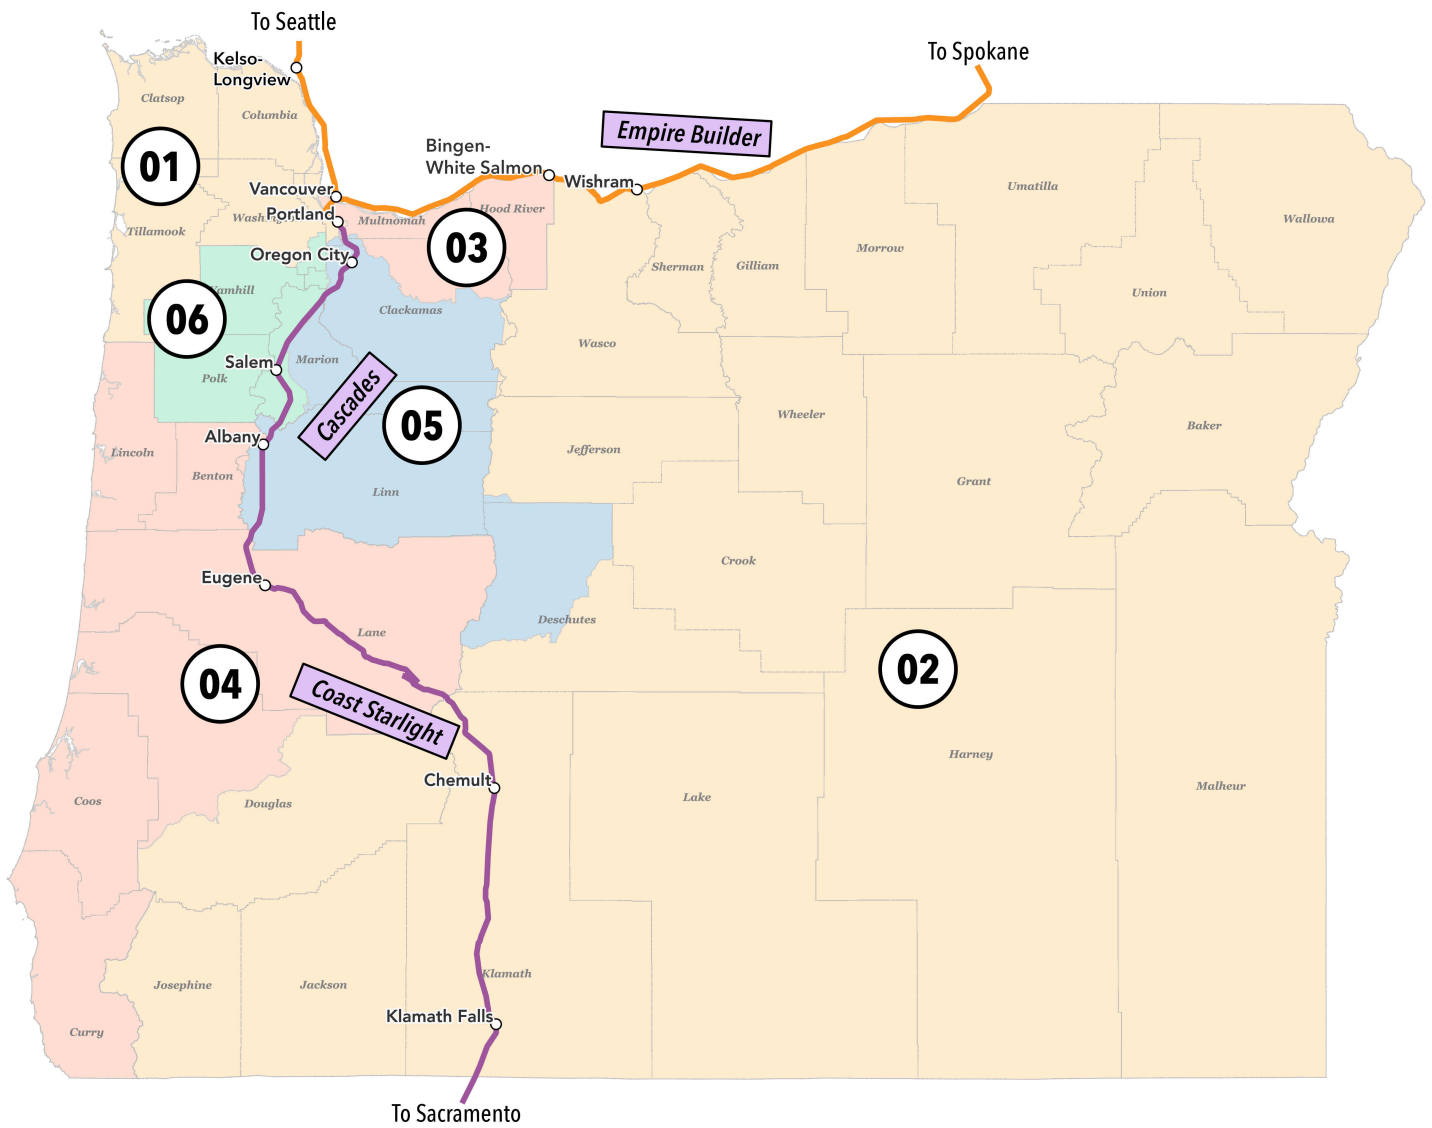 To Seattle
To Spokane
Kelso-
Longview
Clatsop
Columbia
Empire Builder
01
Bingen-
White Salmon
Wishram
Vancouver
Portland
Washington
Multnomah
Hood River
Umatilla
Wallowa
Tillamook
Oregon City
03
Sherman
Gilliam
Morrow
Union
Yamhill
06
Clackamas
Wasco
Salem
Marion
Polk
Cascades
05
Wheeler
Baker
Albany
Lincoln
Benton
Linn
Jefferson
Grant
Crook
Eugene
Lane
Deschutes
04
02
Coast Starlight
Chemult
Harney
Malheur
Coos
Douglas
Lake
Klamath
Josephine
Jackson
Klamath Falls
Curry
To Sacramento